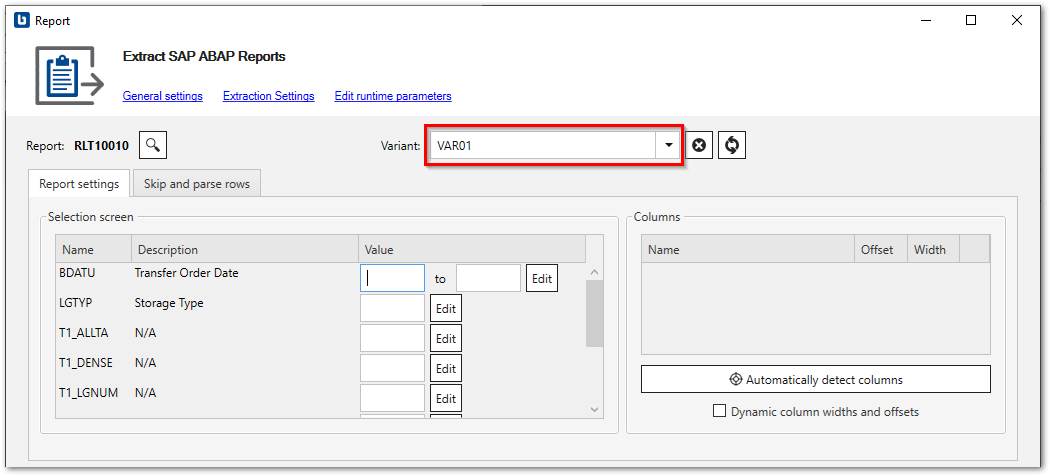 Report
Extract SAP ABAP Reports
General settings Extraction Settings Edit runtime parameters
Report: RLT10010 Variant: VAR01
Report settings Skip and parse rows
Selection screen
Name Description Value
BDATU Transfer Order Date to Edit
LGTYP Storage Type Edit
T1_ALLTA N/A Edit
T1_DENSE N/A Edit
T1_LGNUM N/A Edit
Columns
Name Offset Width
Automatically detect columns
Dynamic column widths and offsets